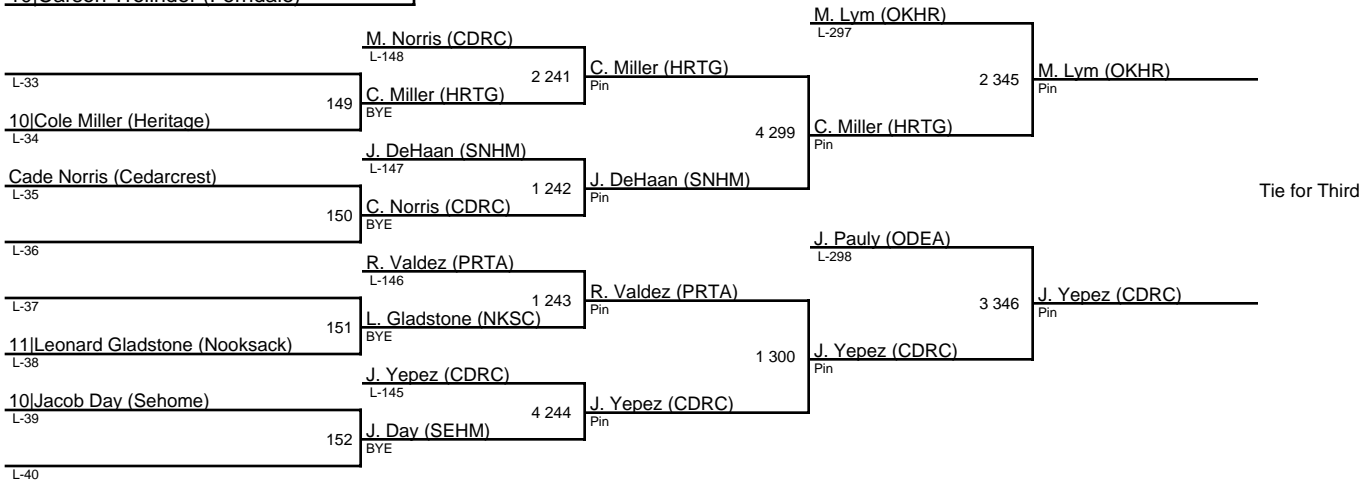 M. Lym (OKHR)
L-297
M. Norris (CDRC)
L-148
2 241
C. Miller (HRTG)
Pin
2 345
M. Lym (OKHR)
Pin
L-33
149
C. Miller (HRTG)
BYE
10|Cole Miller (Heritage)
L-34
4 299
C. Miller (HRTG)
Pin
J. DeHaan (SNHM)
L-147
Cade Norris (Cedarcrest)
L-35
1 242
J. DeHaan (SNHM)
Pin
Tie for Third
150
C. Norris (CDRC)
BYE
L-36
J. Pauly (ODEA)
L-298
R. Valdez (PRTA)
L-146
L-37
1 243
R. Valdez (PRTA)
Pin
3 346
J. Yepez (CDRC)
Pin
151
L. Gladstone (NKSC)
BYE
11|Leonard Gladstone (Nooksack)
L-38
1 300
J. Yepez (CDRC)
Pin
J. Yepez (CDRC)
L-145
10|Jacob Day (Sehome)
L-39
4 244
J. Yepez (CDRC)
Pin
152
J. Day (SEHM)
BYE
L-40